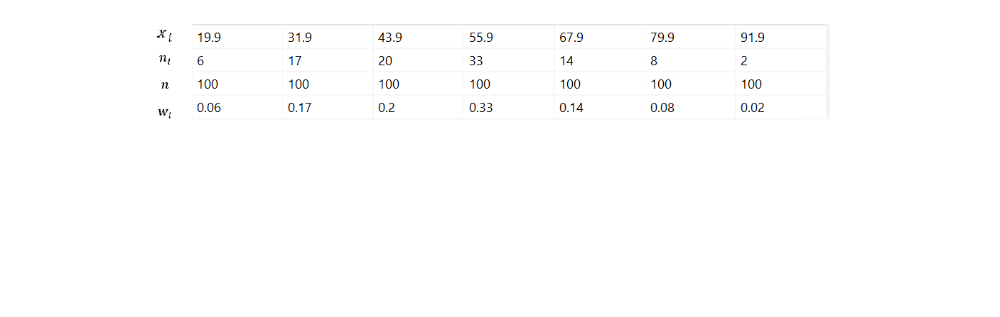 x_i 19.9 31.9 43.9 55.9 67.9 79.9 91.9
n_i 6 17 20 33 14 8 2
n 100 100 100 100 100 100 100
w_i 0.06 0.17 0.2 0.33 0.14 0.08 0.02